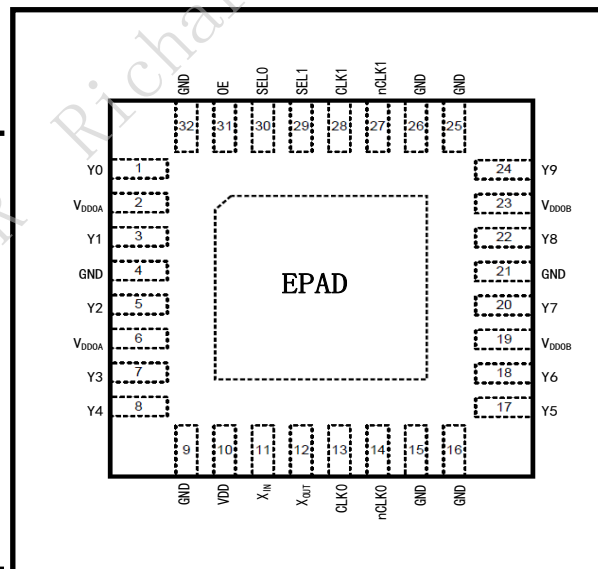 Richar
GND OE SEL0 SEL1 CLK1 nCLK1 GND GND
32 31 30 29 28 27 26 25
Y0 1 24 Y9
VDDOA 2 23 VDDOB
Y1 3 22 Y8
GND 4 21 GND
EPAD
Y2 5 20 Y7
VDDOA 6 19 VDDOB
Y3 7 18 Y6
Y4 8 17 Y5
9 10 11 12 13 14 15 16
GND VDD XIN XOUT CLK0 nCLK0 GND GND